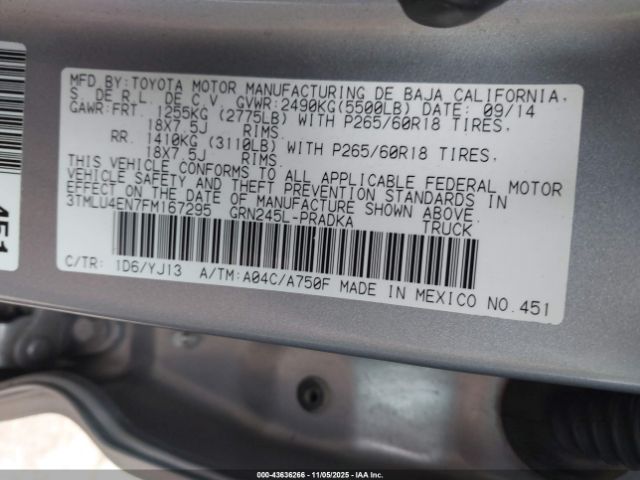 MFD BY: TOYOTA MOTOR MANUFACTURING DE BAJA CALIFORNIA,
S. DE R.L. DE C.V. GVWR:2490KG(5500LB) DATE: 09/14
GAWR:FRT. 1255KG (2775LB) WITH P265/60R18 TIRES,
18X7.5J RIMS,
RR. 1410KG (3110LB) WITH P265/60R18 TIRES,
18X7.5J RIMS.
THIS VEHICLE CONFORMS TO ALL APPLICABLE FEDERAL MOTOR
VEHICLE SAFETY AND THEFT PREVENTION STANDARDS IN
EFFECT ON THE DATE OF MANUFACTURE SHOWN ABOVE.
3TMLU4EN7FM167295 GRN245L-PRADKA TRUCK
C/TR: 1D6/YJ13 A/TM:A04C/A750F MADE IN MEXICO NO.451
451
000-43636266 | 11/05/2025 | IAAI.COM